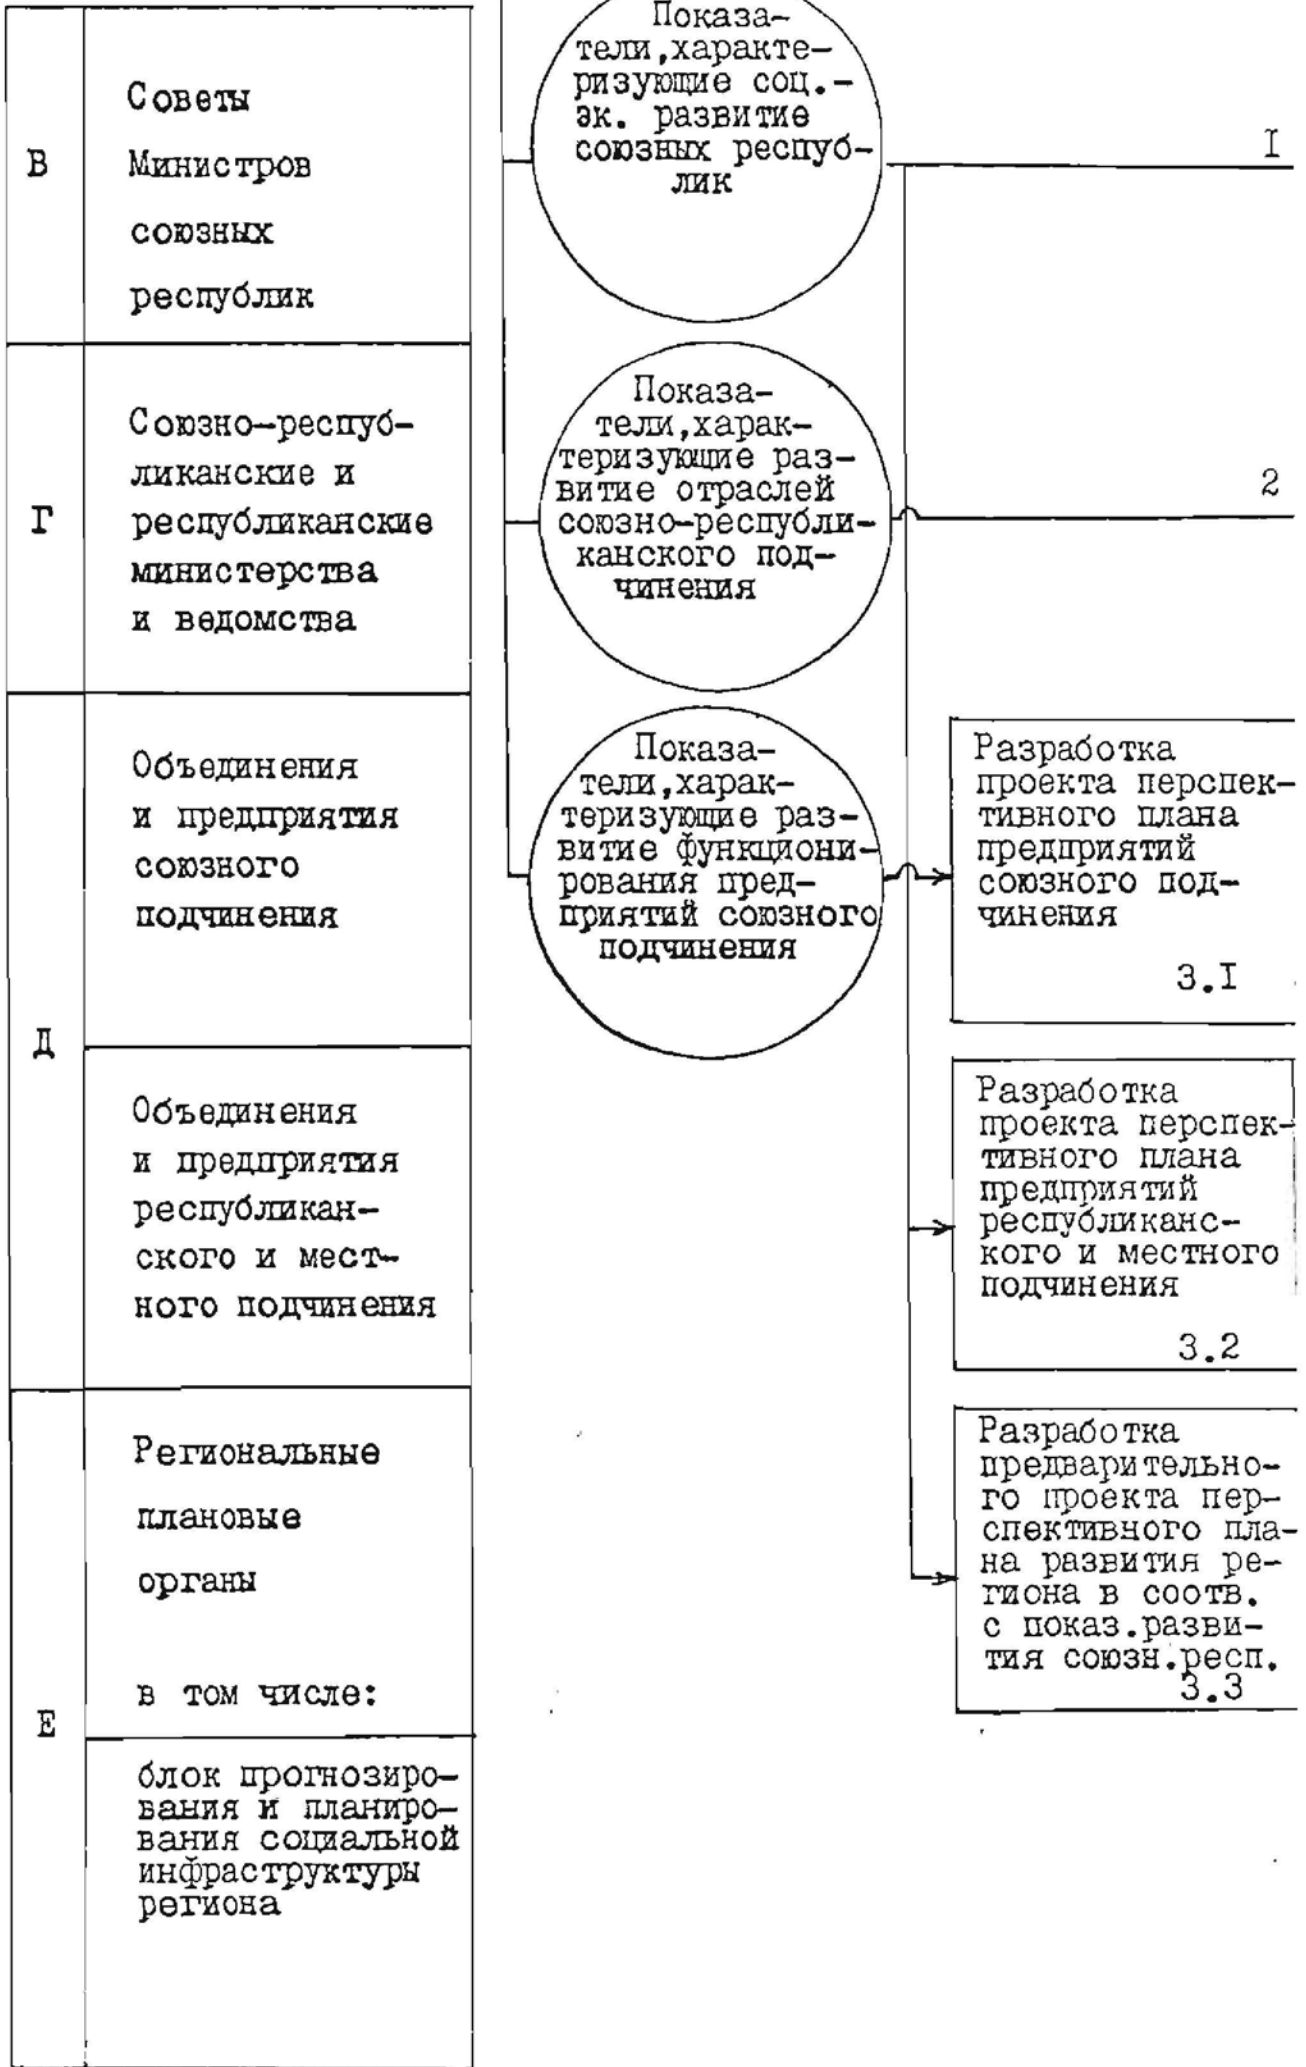 В
Советы
Министров
союзных
республик
Показа-
тели,характе-
ризующие соц.-
эк. развитие
союзных респуб-
лик
I
Г
Союзно-респуб-
ликанские и
республиканские
министерства
и ведомства
Показа-
тели,харак-
теризующие раз-
витие отраслей
союзно-республи-
канского под-
чинения
2
Д
Объединения
и предприятия
союзного
подчинения
Показа-
тели,харак-
теризующие раз-
витие функциони-
рования пред-
приятий союзного
подчинения
Разработка
проекта перспек-
тивного плана
предприятий
союзного под-
чинения
3.I
Объединения
и предприятия
республикан-
ского и мест-
ного подчинения
Разработка
проекта перспек-
тивного плана
предприятий
республиканс-
кого и местного
подчинения
3.2
Е
Региональные
плановые
органы
в том числе:
Разработка
предварительно-
го проекта пер-
спективного пла-
на развития ре-
гиона в соотв.
с показ.разви-
тия союзн.респ.
3.3
блок прогнозиро-
вания и планиро-
вания социальной
инфраструктуры
региона